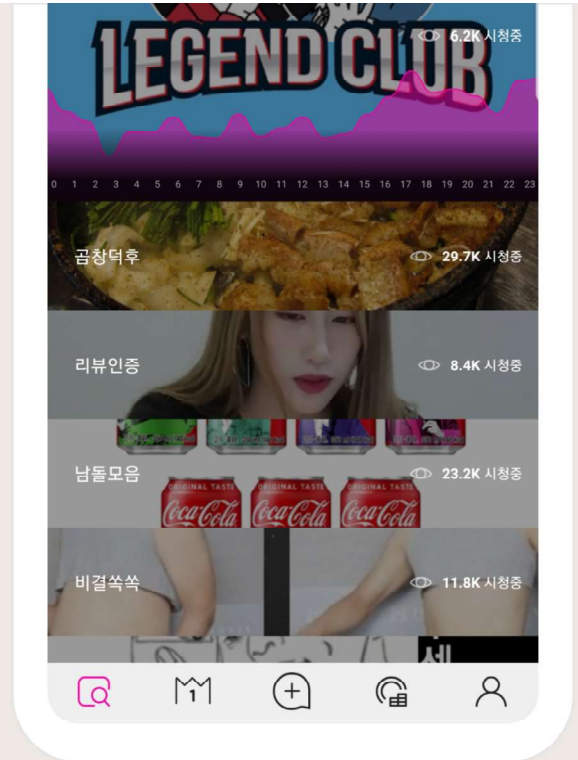 LEGEND CLUB
6.2K 시청중
0 1 2 3 4 5 6 7 8 9 10 11 12 13 14 15 16 17 18 19 20 21 22 23
곰창덕후
29.7K 시청중
리뷰인증
8.4K 시청중
남돌모음
23.2K 시청중
ORIGINAL TASTE ORIGINAL TASTE ORIGINAL TASTE
Coca-Cola Coca-Cola Coca-Cola
비결쏙쏙
11.8K 시청중
세
1